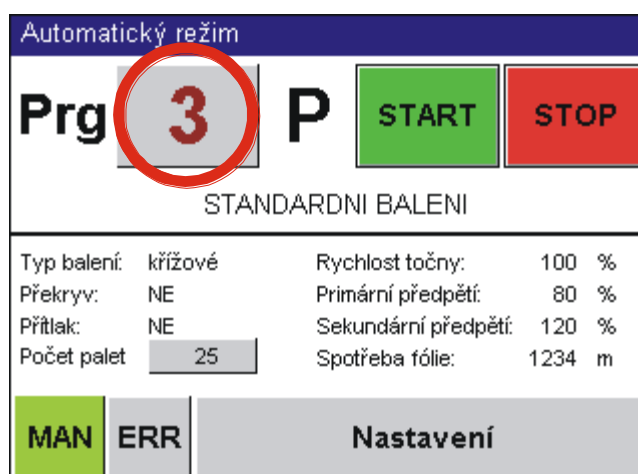 Automatický režim
Prg 3 P START STOP
STANDARDNI BALENI
Typ balení: křížové Rychlost točny: 100 %
Překryv: NE Primární předpětí: 80 %
Přítlak: NE Sekundární předpětí: 120 %
Počet palet 25 Spotřeba fólie: 1234 m
MAN ERR Nastavení